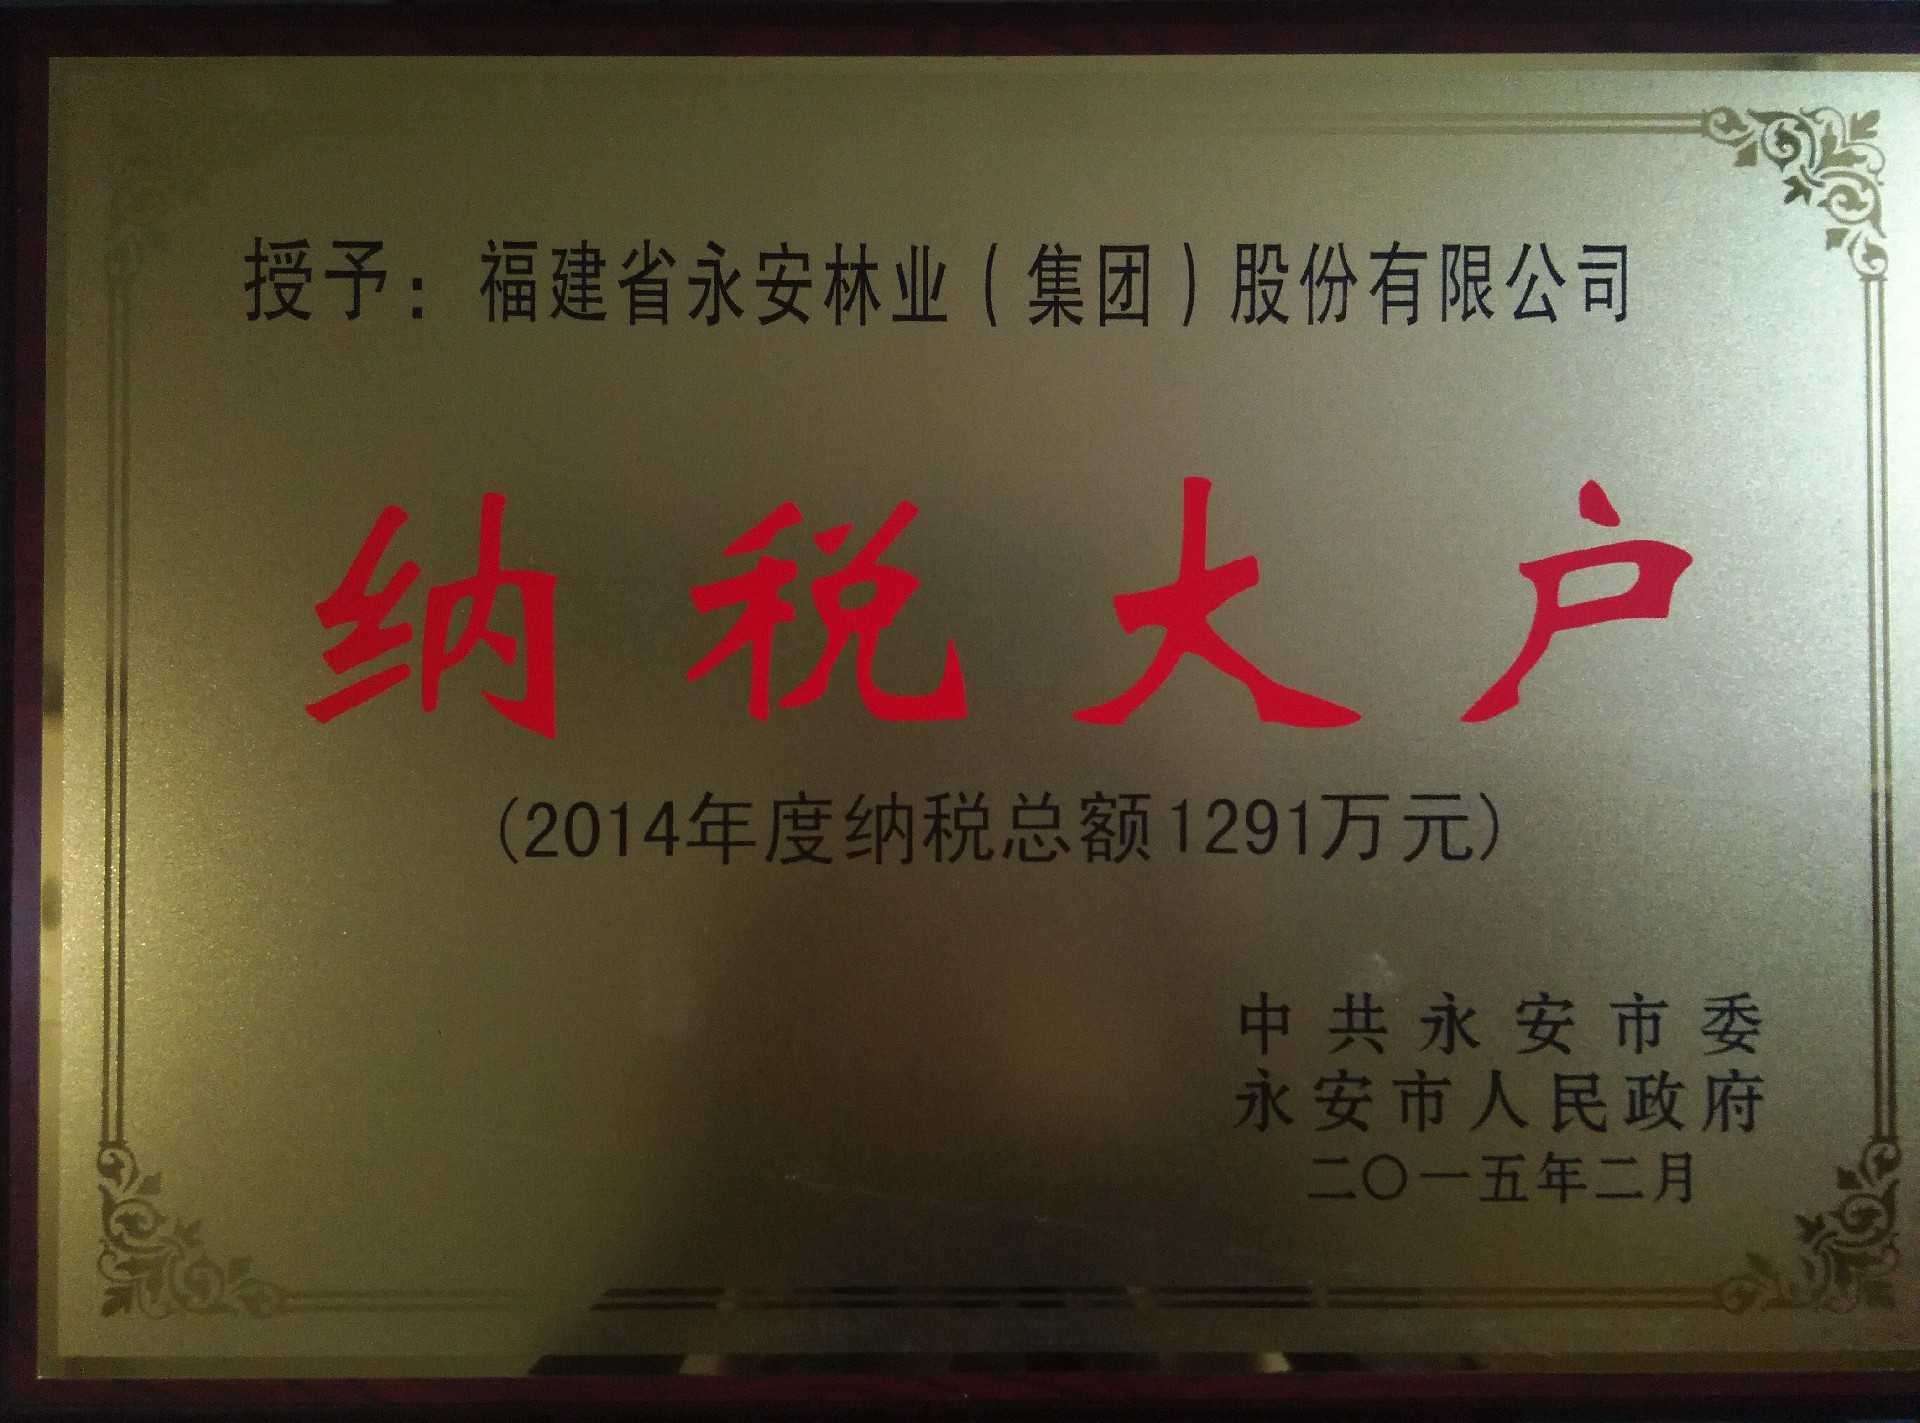 授予：福建省永安林业（集团）股份有限公司
纳税大户
(2014年度纳税总额1291万元)
中共永安市委
永安市人民政府
二〇一五年二月